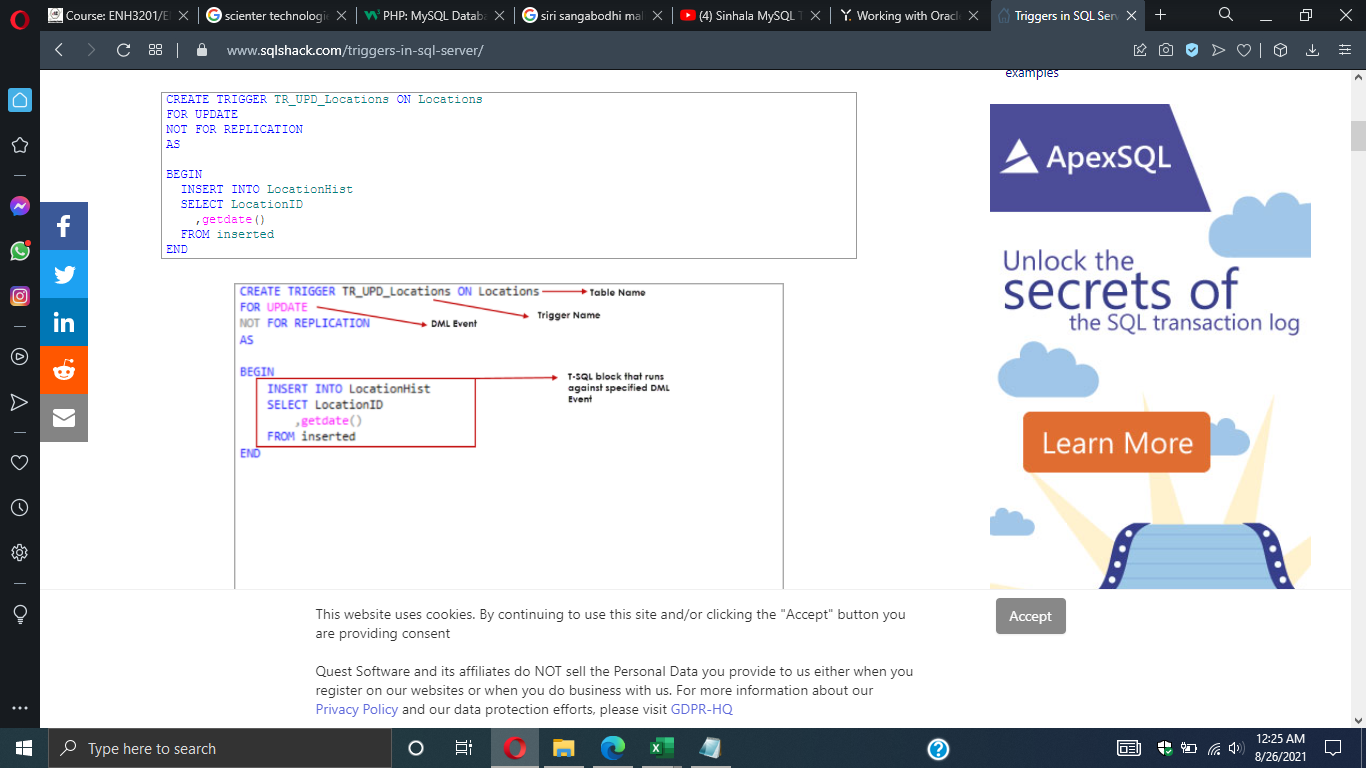 Course: ENH3201/E
scienter technologie
PHP: MySQL Databa
siri sangabodhi mal
(4) Sinhala MySQL T
Working with Oracle
Triggers in SQL Serv
www.sqlshack.com/triggers-in-sql-server/
examples
CREATE TRIGGER TR_UPD_Locations ON Locations
FOR UPDATE
NOT FOR REPLICATION
AS
BEGIN
INSERT INTO LocationHist
SELECT LocationID
,getdate()
FROM inserted
END
CREATE TRIGGER TR_UPD_Locations ON Locations
Table Name
FOR UPDATE
Trigger Name
NOT FOR REPLICATION
DML Event
AS
BEGIN
INSERT INTO LocationHist
SELECT LocationID
,getdate()
FROM inserted
END
T-SQL block that runs
against specified DML
Event
ApexSQL
Unlock the
secrets of
the SQL transaction log
Learn More
This website uses cookies. By continuing to use this site and/or clicking the "Accept" button you
are providing consent
Accept
Quest Software and its affiliates do NOT sell the Personal Data you provide to us either when you
register on our websites or when you do business with us. For more information about our
Privacy Policy and our data protection efforts, please visit GDPR-HQ
Type here to search
12:25 AM
8/26/2021